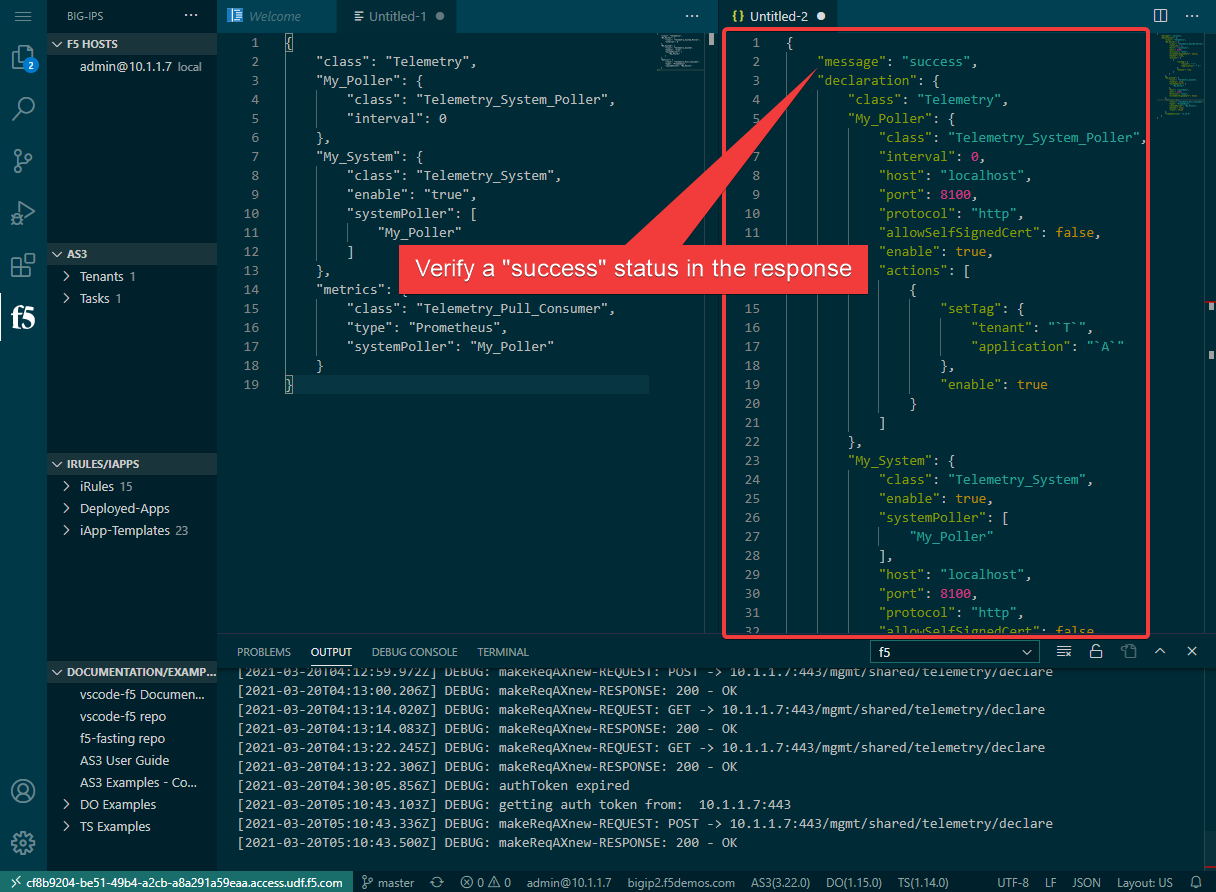 BIG-IPS
F5 HOSTS
admin@10.1.1.7 local
AS3
Tenants 1
Tasks 1
IRULES/IAPPS
iRules 15
Deployed-Apps
iApp-Templates 23
DOCUMENTATION/EXAMP...
vscode-f5 Documen...
vscode-f5 repo
f5-fasting repo
AS3 User Guide
AS3 Examples - Co...
DO Examples
TS Examples
2
f5
Welcome
Untitled-1
1 {
2 "class": "Telemetry",
3 "My_Poller": {
4 "class": "Telemetry_System_Poller",
5 "interval": 0
6 },
7 "My_System": {
8 "class": "Telemetry_System",
9 "enable": "true",
10 "systemPoller": [
11 "My_Poller"
12 ]
13 },
14 "metrics": {
15 "class": "Telemetry_Pull_Consumer",
16 "type": "Prometheus",
17 "systemPoller": "My_Poller"
18 }
19 }
{} Untitled-2
1 {
2 "message": "success",
3 "declaration": {
4 "class": "Telemetry",
5 "My_Poller": {
"class": "Telemetry_System_Poller",
7 "interval": 0,
8 "host": "localhost",
9 "port": 8100,
10 "protocol": "http",
11 "allowSelfSignedCert": false,
"enable": true,
"actions": [
{
15 "setTag": {
16 "tenant": "`T`",
17 "application": "`A`"
18 },
19 "enable": true
20 }
21 ]
22 },
23 "My_System": {
24 "class": "Telemetry_System",
25 "enable": true,
26 "systemPoller": [
27 "My_Poller"
28 ],
29 "host": "localhost",
30 "port": 8100,
31 "protocol": "http",
32 "allowSelfSignedCert": false
Verify a "success" status in the response
PROBLEMS OUTPUT DEBUG CONSOLE TERMINAL
f5
[2021-03-20T04:12:59.972Z] DEBUG: makeReqAXnew-REQUEST: POST -> 10.1.1.7:443/mgmt/shared/telemetry/declare
[2021-03-20T04:13:00.206Z] DEBUG: makeReqAXnew-RESPONSE: 200 - OK
[2021-03-20T04:13:14.020Z] DEBUG: makeReqAXnew-REQUEST: GET -> 10.1.1.7:443/mgmt/shared/telemetry/declare
[2021-03-20T04:13:14.083Z] DEBUG: makeReqAXnew-RESPONSE: 200 - OK
[2021-03-20T04:13:22.245Z] DEBUG: makeReqAXnew-REQUEST: GET -> 10.1.1.7:443/mgmt/shared/telemetry/declare
[2021-03-20T04:13:22.306Z] DEBUG: makeReqAXnew-RESPONSE: 200 - OK
[2021-03-20T04:30:05.856Z] DEBUG: authToken expired
[2021-03-20T05:10:43.103Z] DEBUG: getting auth token from: 10.1.1.7:443
[2021-03-20T05:10:43.336Z] DEBUG: makeReqAXnew-REQUEST: POST -> 10.1.1.7:443/mgmt/shared/telemetry/declare
[2021-03-20T05:10:43.500Z] DEBUG: makeReqAXnew-RESPONSE: 200 - OK
cf8b9204-be51-49b4-a2cb-a8a291a59eaa.access.udf.f5.com master 0 0 admin@10.1.1.7 bigip2.f5demos.com AS3(3.22.0) DO(1.15.0) TS(1.14.0) UTF-8 LF JSON Layout: US